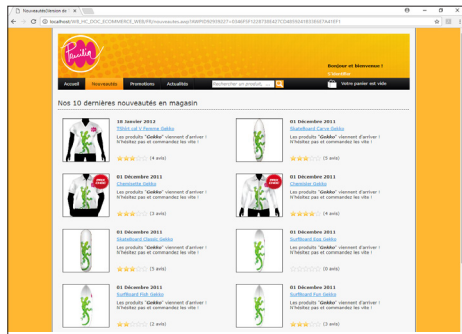 Nouveautés(Version de
localhost/WB_HC_DOC_ECOMMERCE_WEB/FR/nouveautes.awp
Pacilia
Bonjour et bienvenue !
S'identifier
Accueil
Nouveautés
Promotions
Actualités
Rechercher un produit, ...
Votre panier est vide
Nos 10 dernières nouveautés en magasin
18 Janvier 2012
TShirt col V Femme Gekko
Les produits "Gekko" viennent d'arriver !
N'hésitez pas et commandez les vite !
(4 avis)
01 Décembre 2011
SkateBoard Carve Gekko
Les produits "Gekko" viennent d'arriver !
N'hésitez pas et commandez les vite !
(5 avis)
01 Décembre 2011
Chemisette Gekko
Les produits "Gekko" viennent d'arriver !
N'hésitez pas et commandez les vite !
(3 avis)
01 Décembre 2011
Chemisier Gekko
Les produits "Gekko" viennent d'arriver !
N'hésitez pas et commandez les vite !
(4 avis)
01 Décembre 2011
SkateBoard Classic Gekko
Les produits "Gekko" viennent d'arriver !
N'hésitez pas et commandez les vite !
(5 avis)
01 Décembre 2011
SurfBoard Egg Gekko
Les produits "Gekko" viennent d'arriver !
N'hésitez pas et commandez les vite !
(0 avis)
01 Décembre 2011
SurfBoard Fish Gekko
Les produits "Gekko" viennent d'arriver !
N'hésitez pas et commandez les vite !
(2 avis)
01 Décembre 2011
SurfBoard Fun Gekko
Les produits "Gekko" viennent d'arriver !
N'hésitez pas et commandez les vite !
(2 avis)